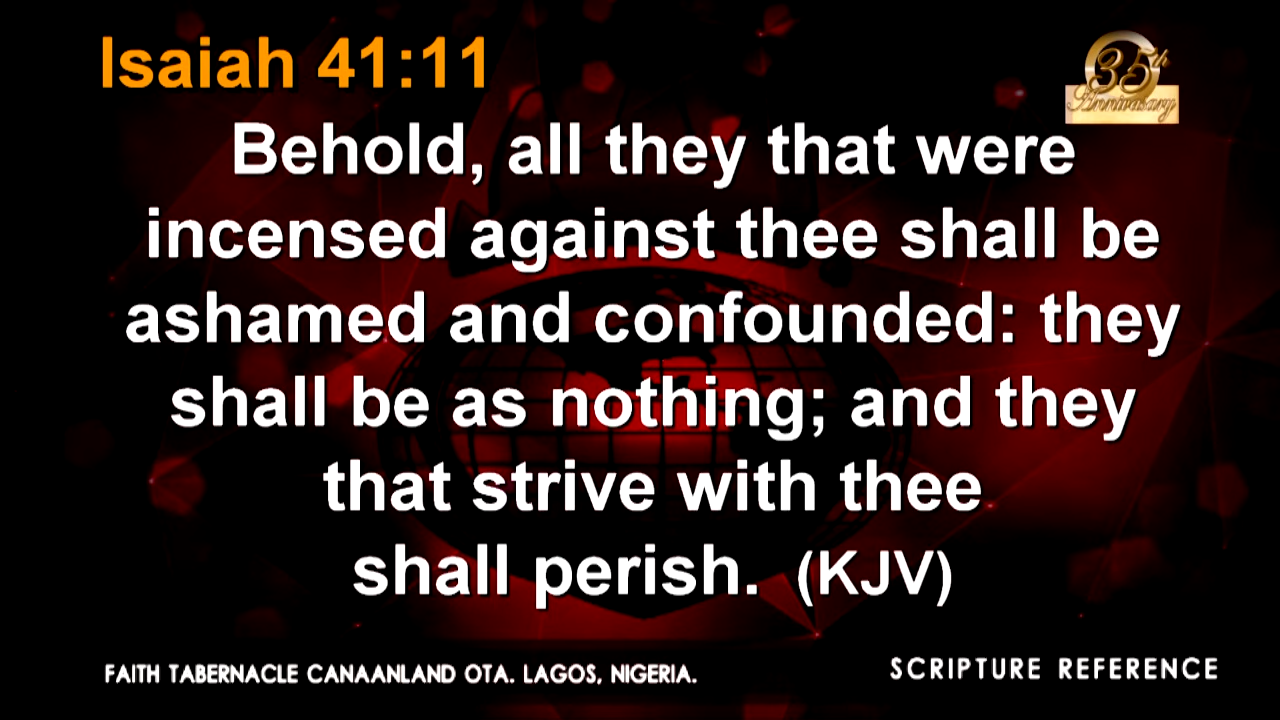 Isaiah 41:11
35th
Anniversary
Behold, all they that were
incensed against thee shall be
ashamed and confounded: they
shall be as nothing; and they
that strive with thee
shall perish. (KJV)
FAITH TABERNACLE CANAANLAND OTA. LAGOS, NIGERIA.
SCRIPTURE REFERENCE